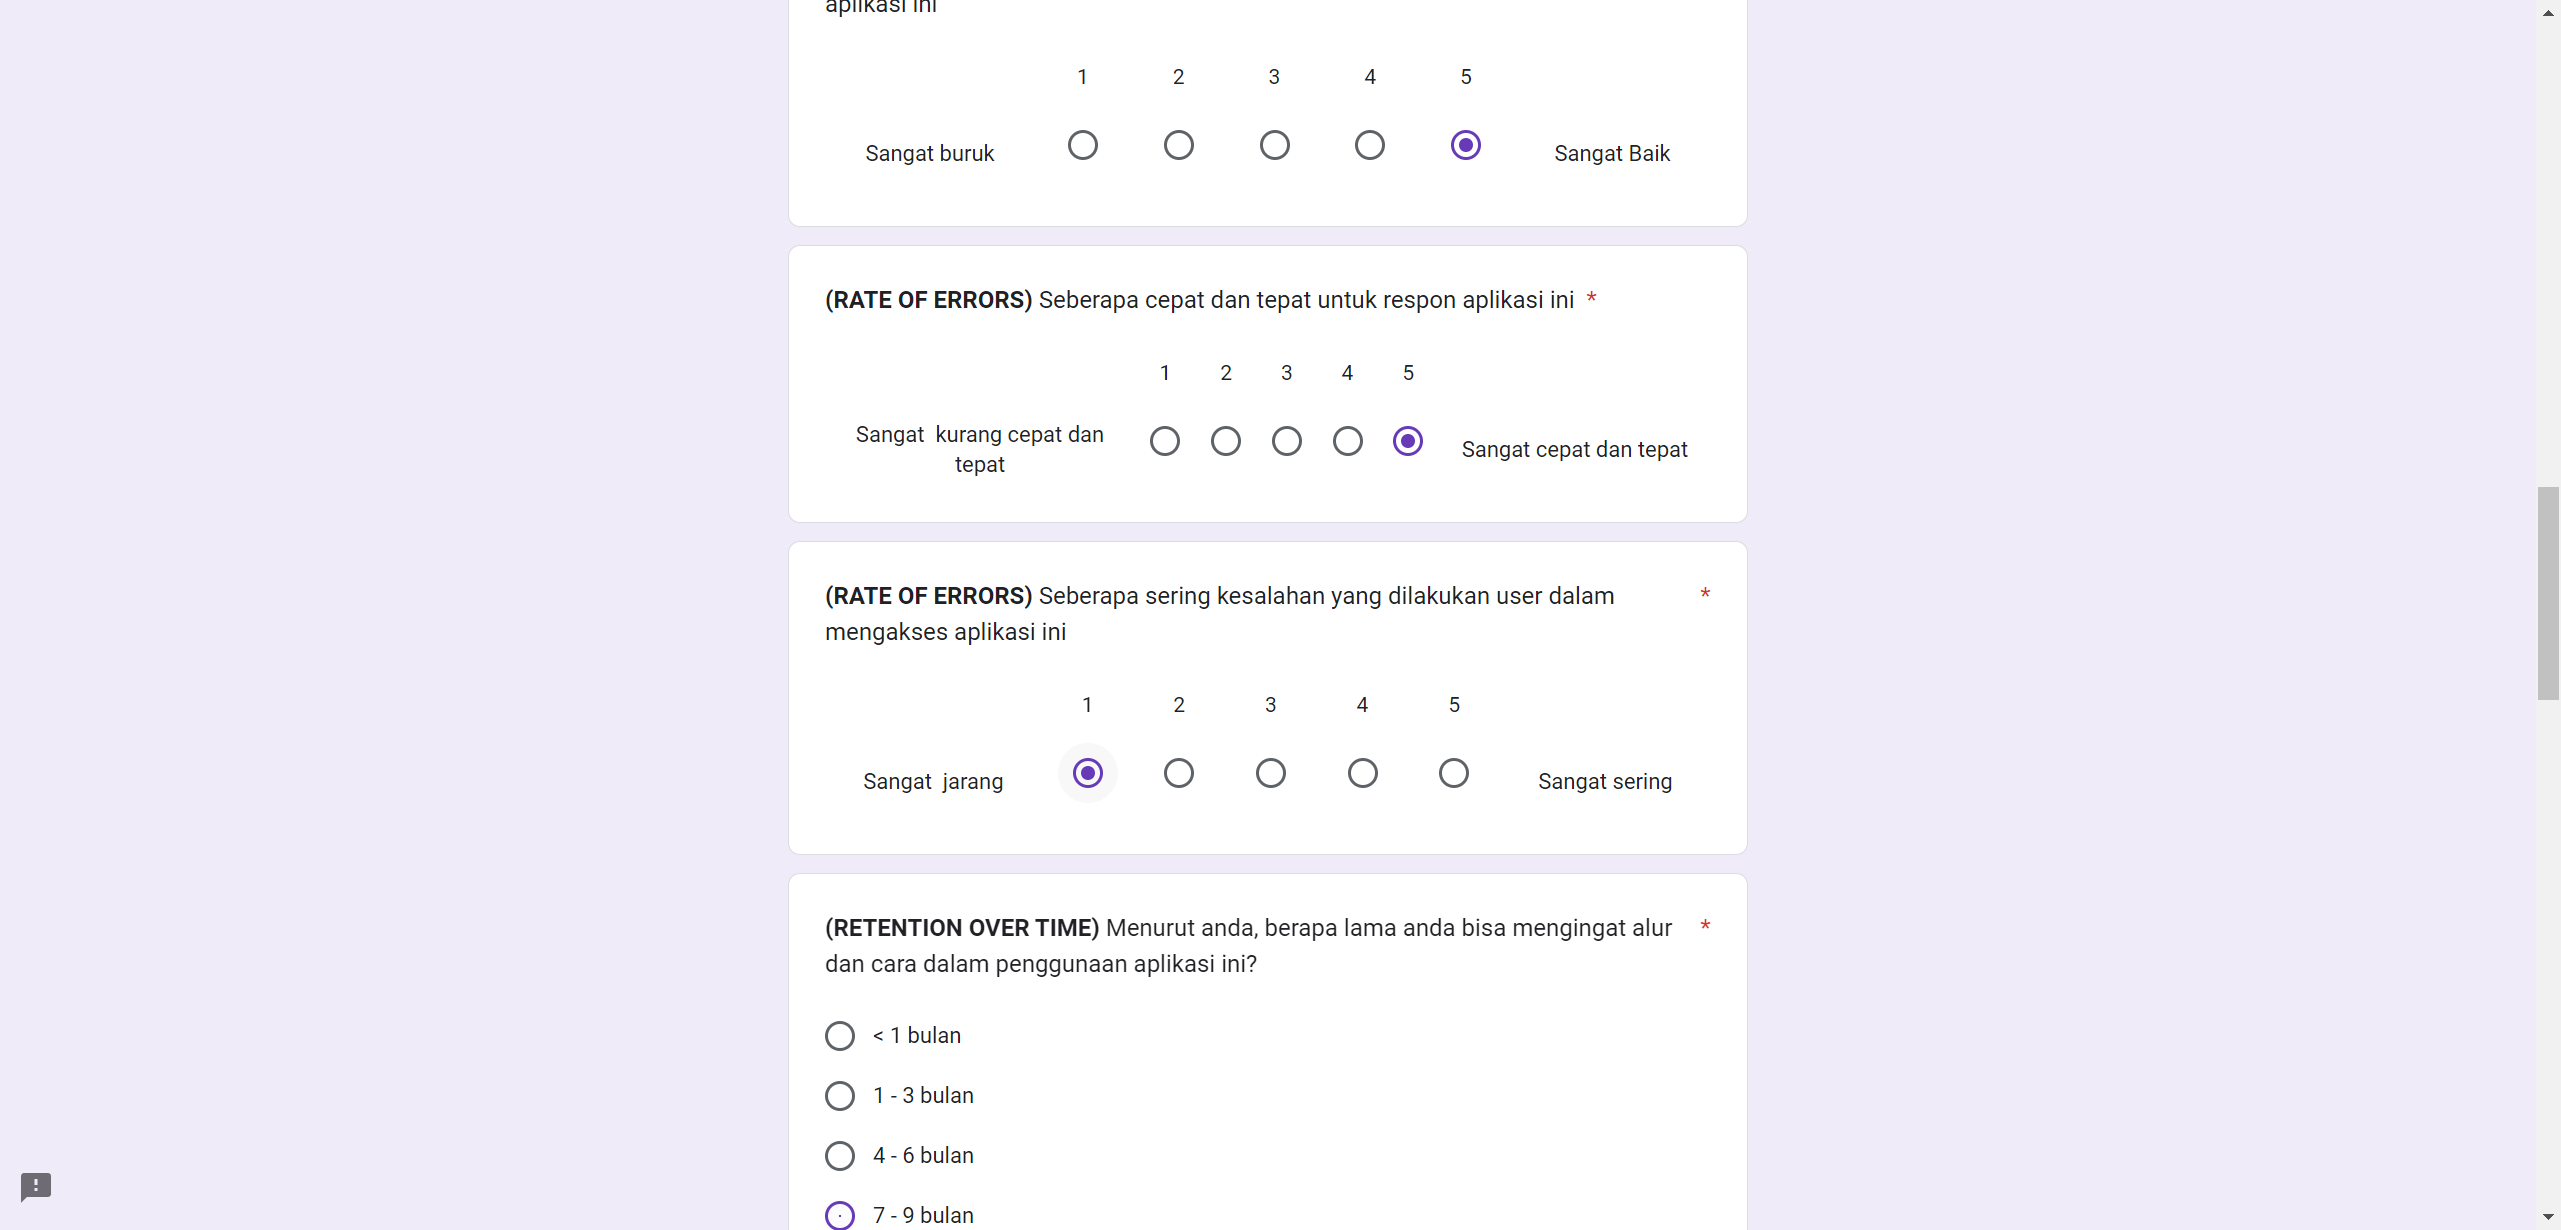 aplikasi ini
1 2 3 4 5
Sangat buruk Sangat Baik
(RATE OF ERRORS) Seberapa cepat dan tepat untuk respon aplikasi ini *
1 2 3 4 5
Sangat  kurang cepat dan
tepat
Sangat cepat dan tepat
(RATE OF ERRORS) Seberapa sering kesalahan yang dilakukan user dalam *
mengakses aplikasi ini
1 2 3 4 5
Sangat  jarang Sangat sering
(RETENTION OVER TIME) Menurut anda, berapa lama anda bisa mengingat alur *
dan cara dalam penggunaan aplikasi ini?
< 1 bulan
1 - 3 bulan
4 - 6 bulan
7 - 9 bulan